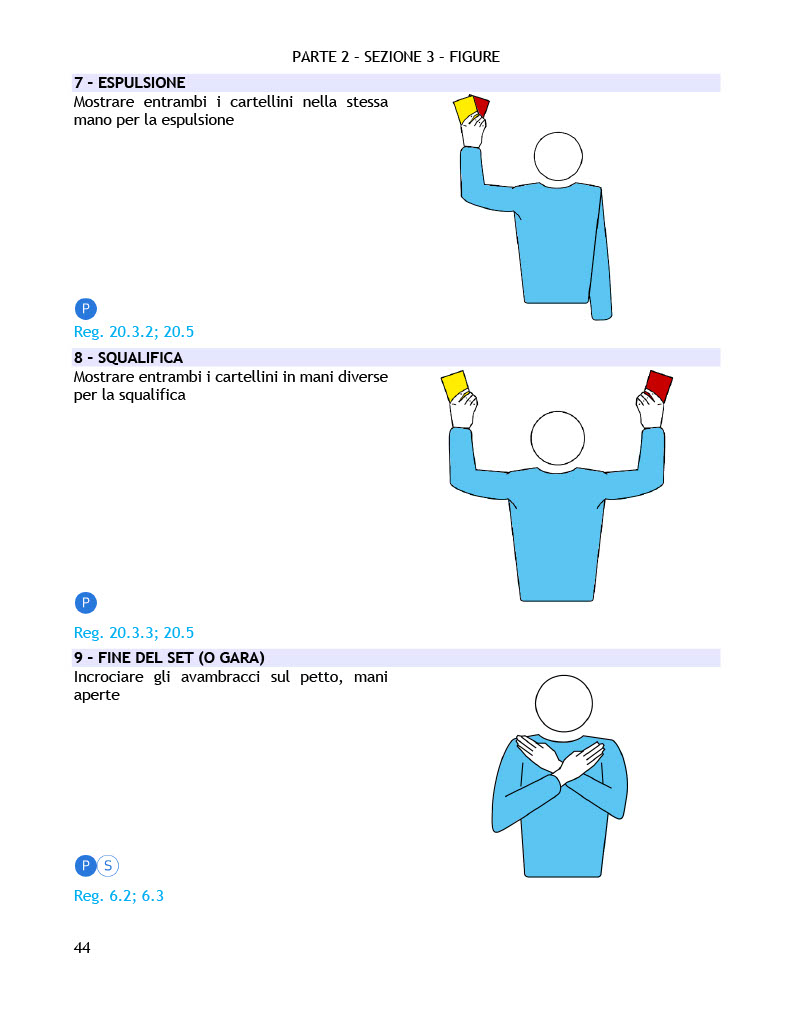 PARTE 2 – SEZIONE 3 – FIGURE
7 – ESPULSIONE
Mostrare entrambi i cartellini nella stessa
mano per la espulsione
P
Reg. 20.3.2; 20.5
8 – SQUALIFICA
Mostrare entrambi i cartellini in mani diverse
per la squalifica
P
Reg. 20.3.3; 20.5
9 – FINE DEL SET (O GARA)
Incrociare gli avambracci sul petto, mani
aperte
P S
Reg. 6.2; 6.3
44